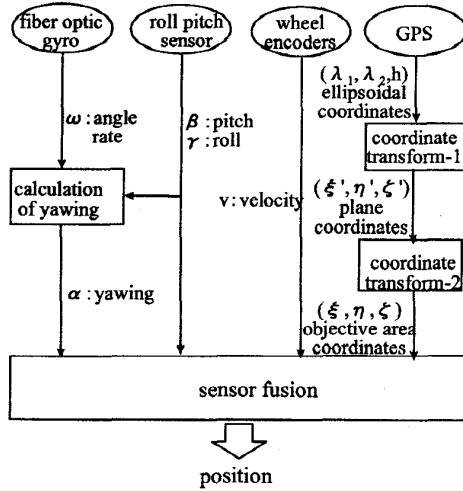 fiber optic
gyro
roll pitch
sensor
wheel
encoders
GPS
ω : angle
rate
β : pitch
γ : roll
(λ₁, λ₂, h)
ellipsoidal
coordinates
coordinate
transform-1
calculation
of yawing
v : velocity
(ξ', η', ζ')
plane
coordinates
coordinate
transform-2
α : yawing
(ξ, η, ζ)
objective area
coordinates
sensor fusion
position